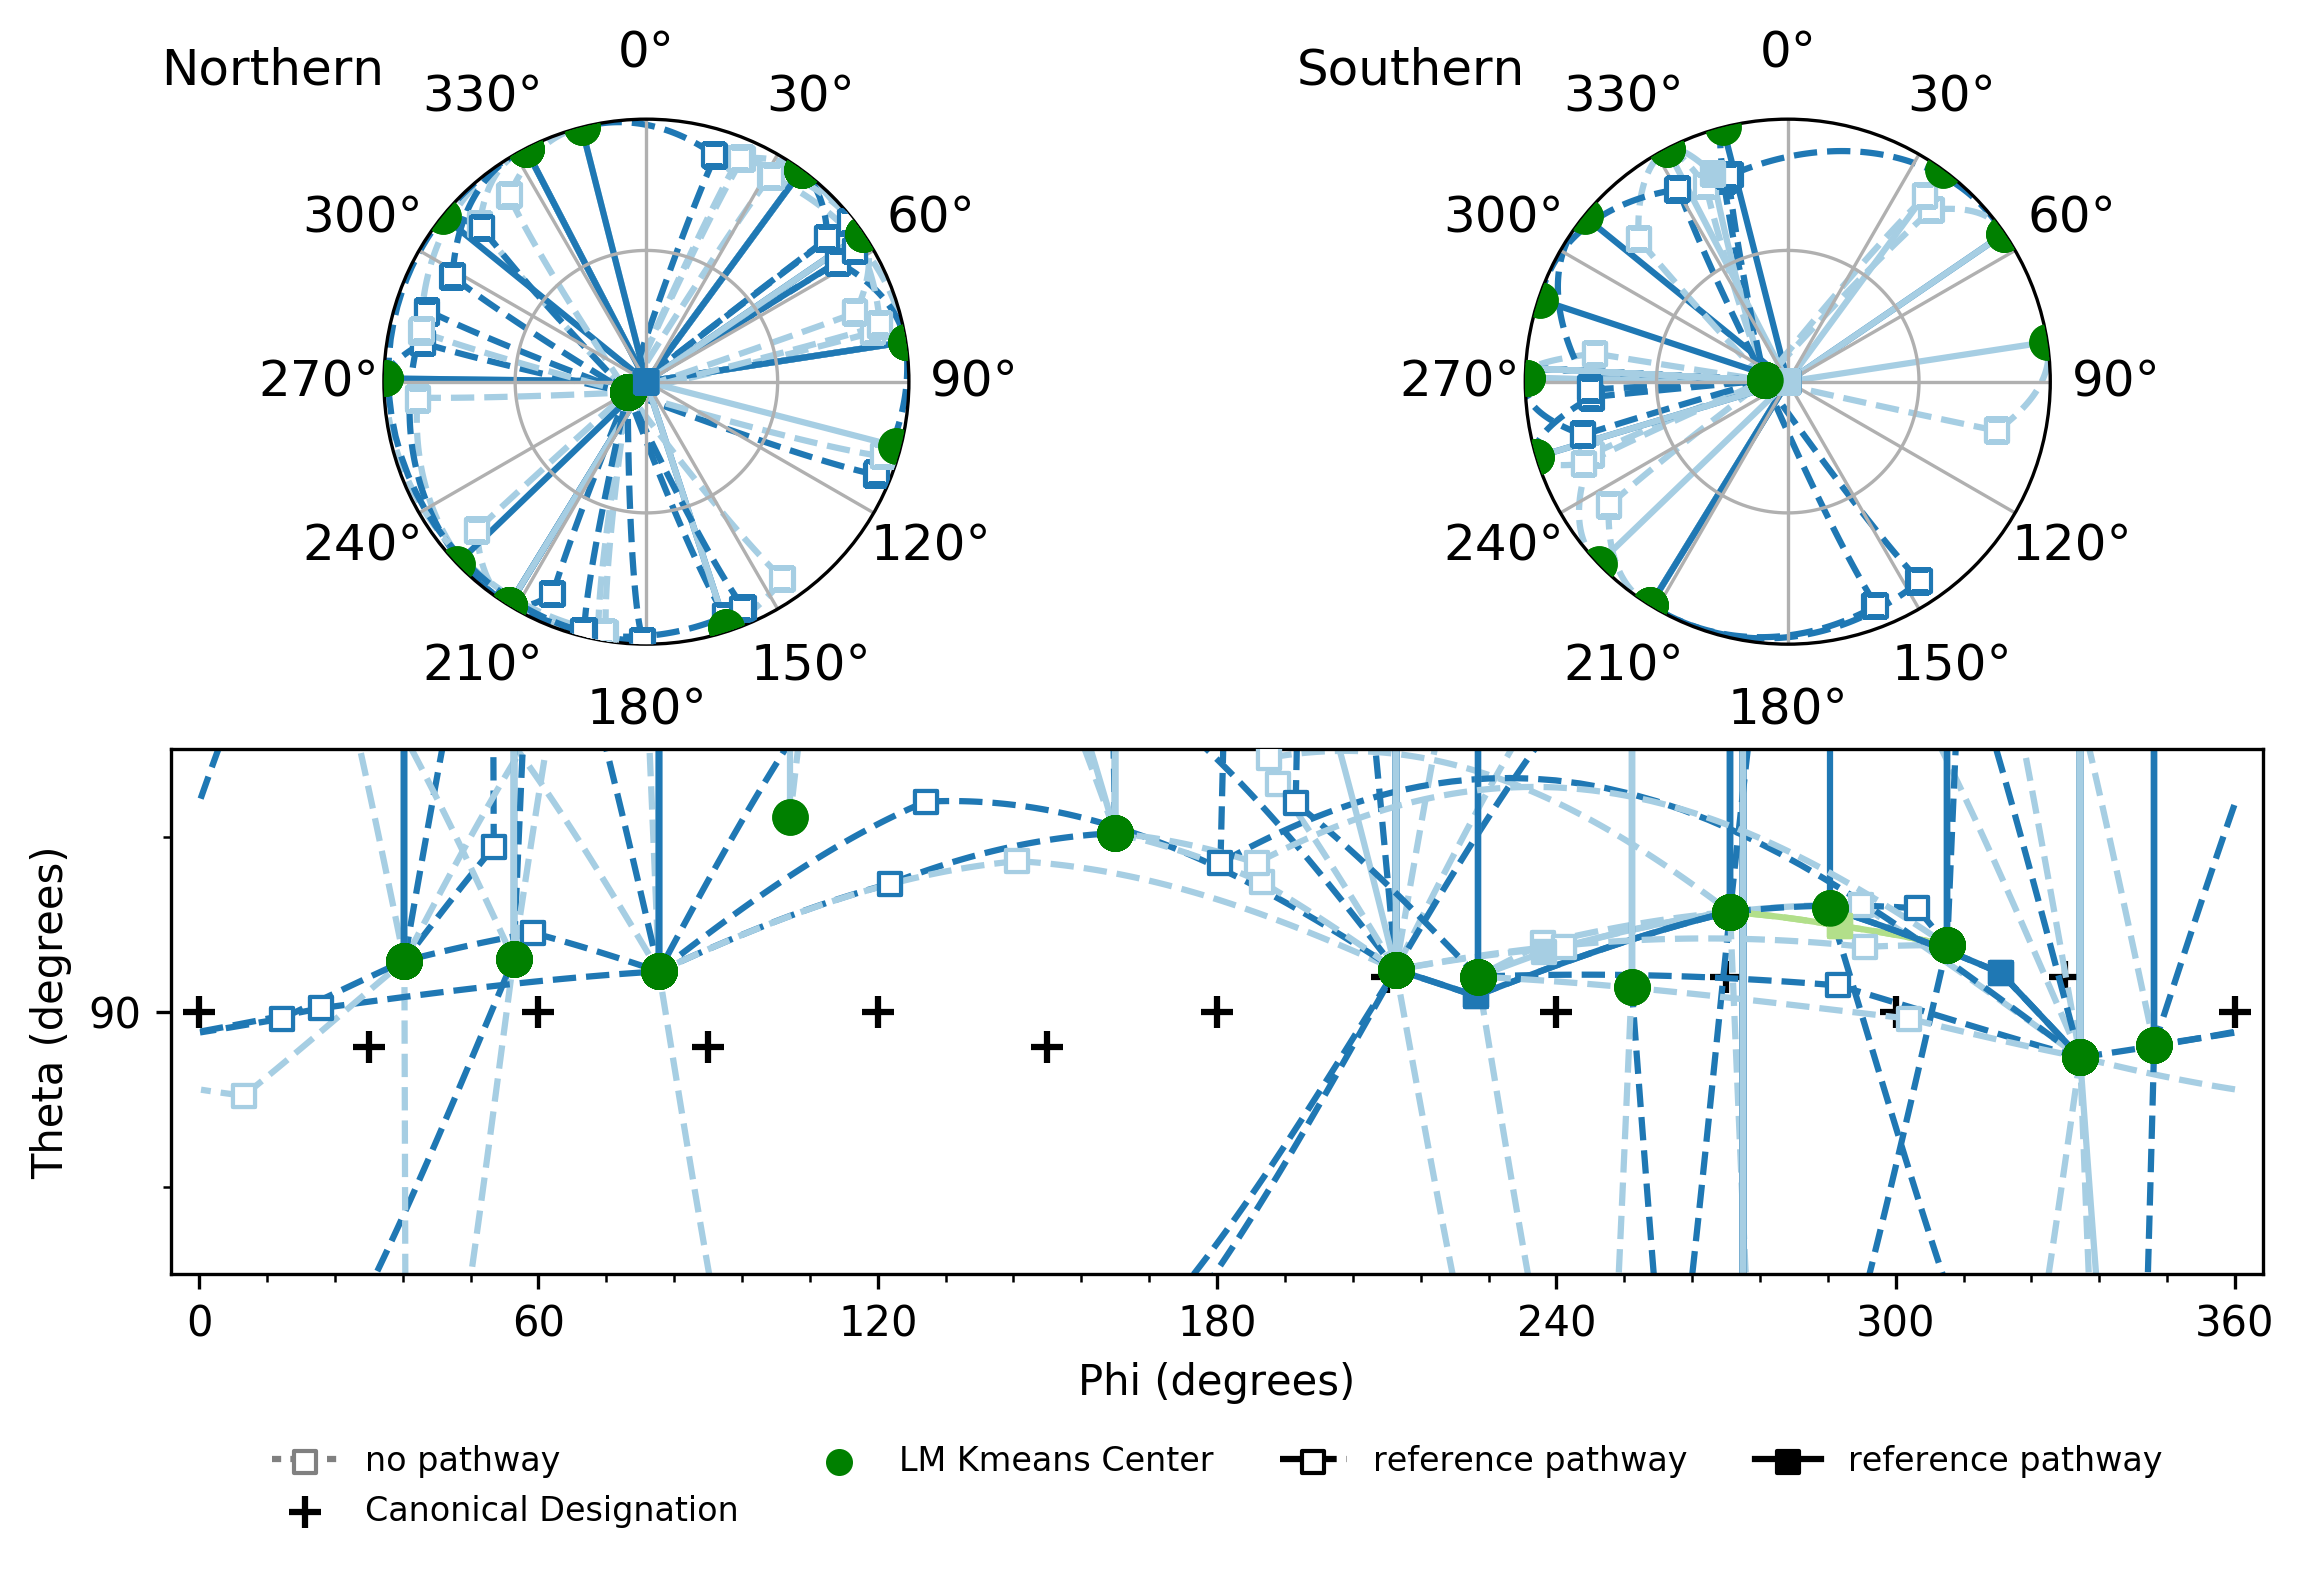 Northern
0°
330°
30°
300°
60°
270°
90°
240°
120°
210°
150°
180°
Southern
0°
330°
30°
300°
60°
270°
90°
240°
120°
210°
150°
180°
Theta (degrees)
90
0 60 120 180 240 300 360
Phi (degrees)
no pathway
Canonical Designation
LM Kmeans Center
reference pathway
reference pathway